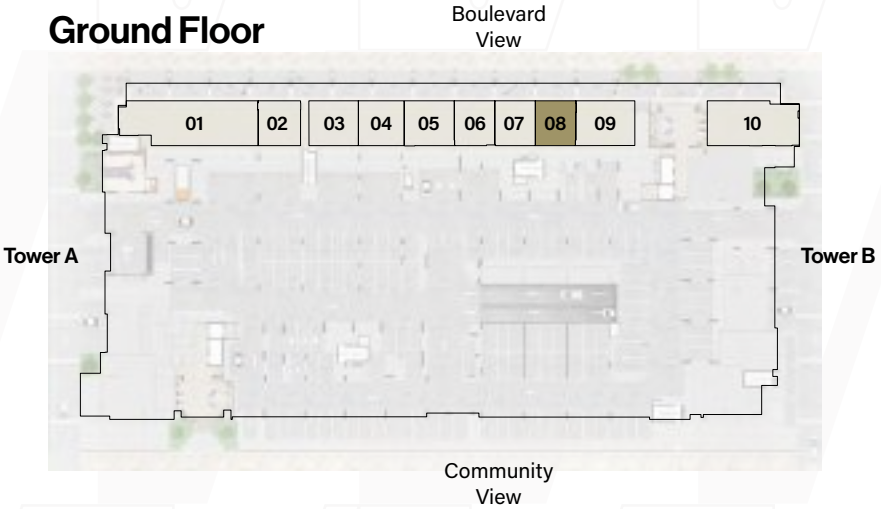 Ground Floor
Boulevard
View
01 02 03 04 05 06 07 08 09 10
Tower A
Tower B
Community
View